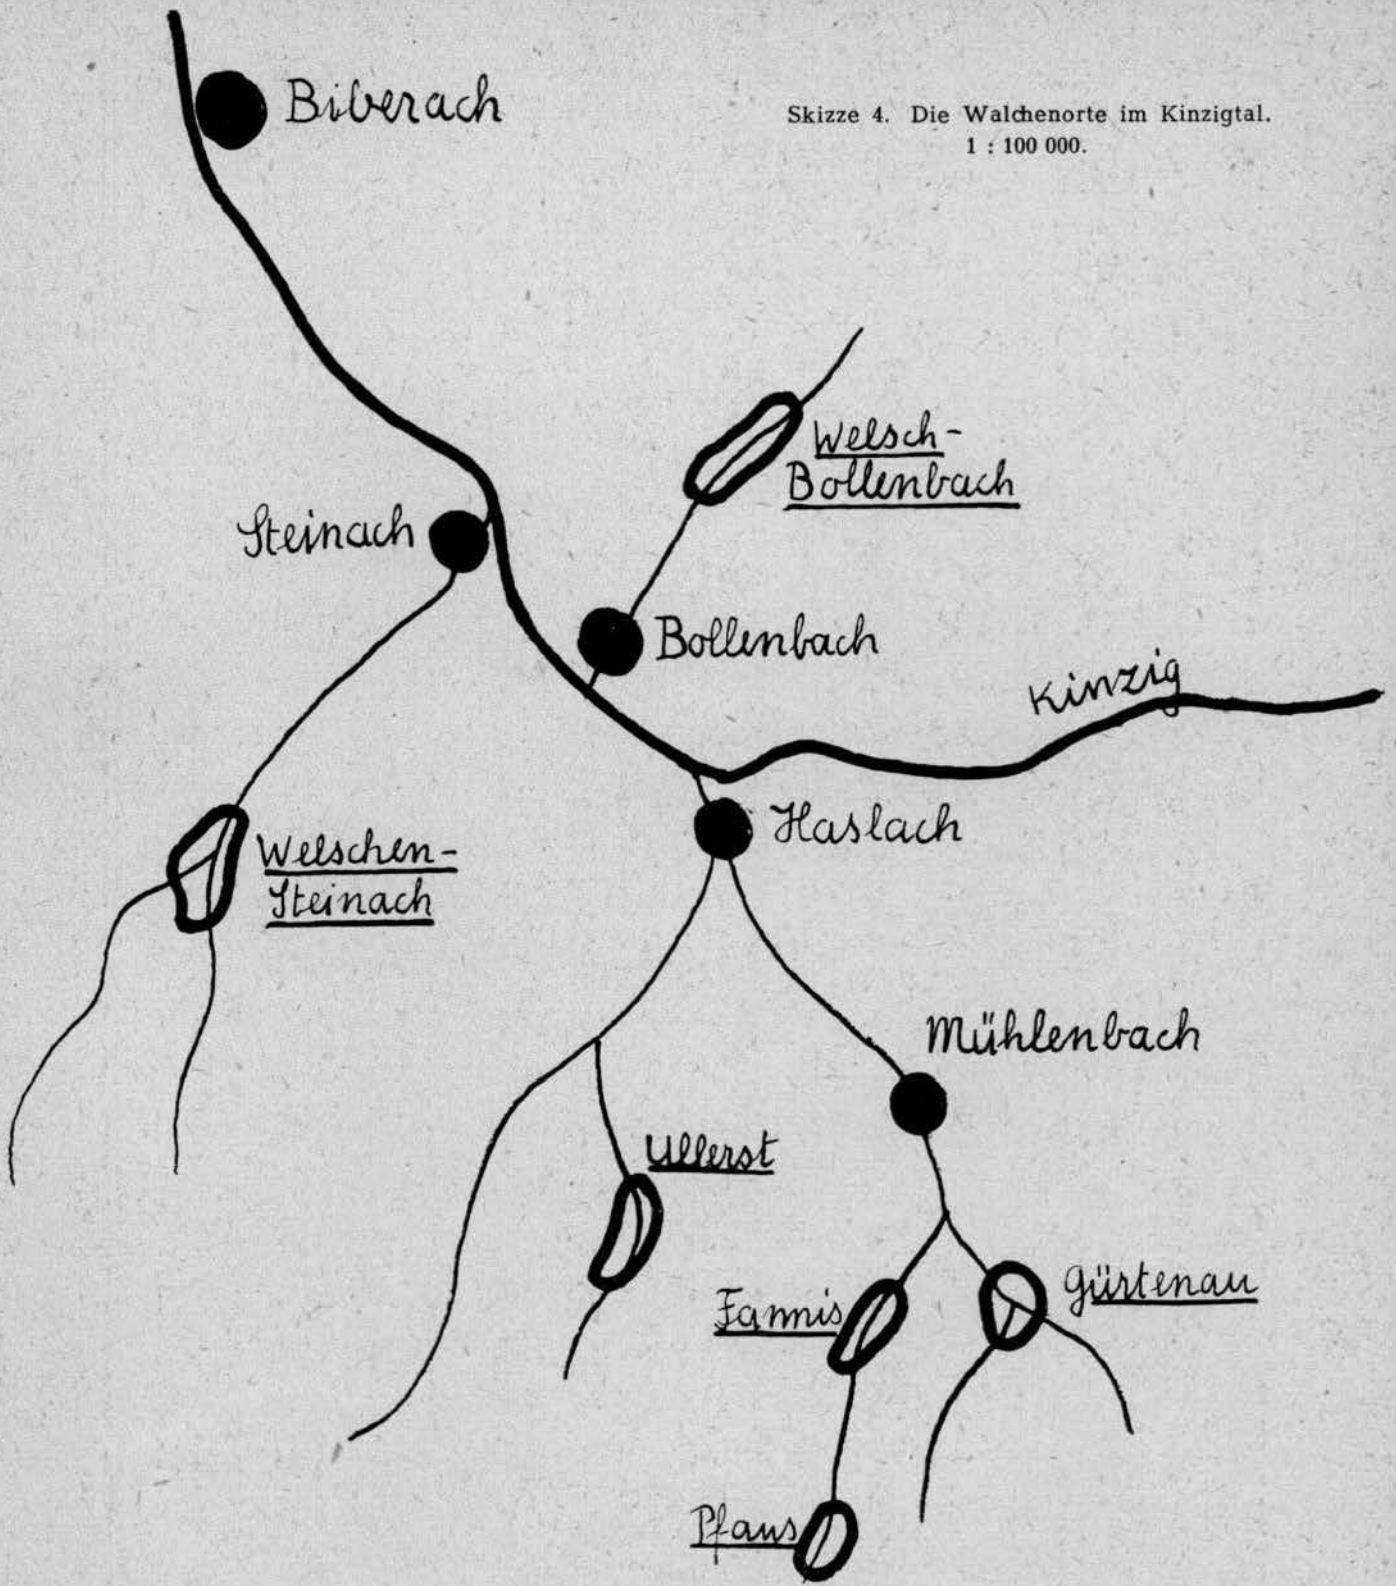 Biberach
Skizze 4. Die Walchenorte im Kinzigtal.
1 : 100 000.
Welsch-
Bollenbach
Steinach
Bollenbach
Kinzig
Haslach
Welschen-
Steinach
Mühlenbach
Ullerst
Fannis
Gürtenau
Pfaus